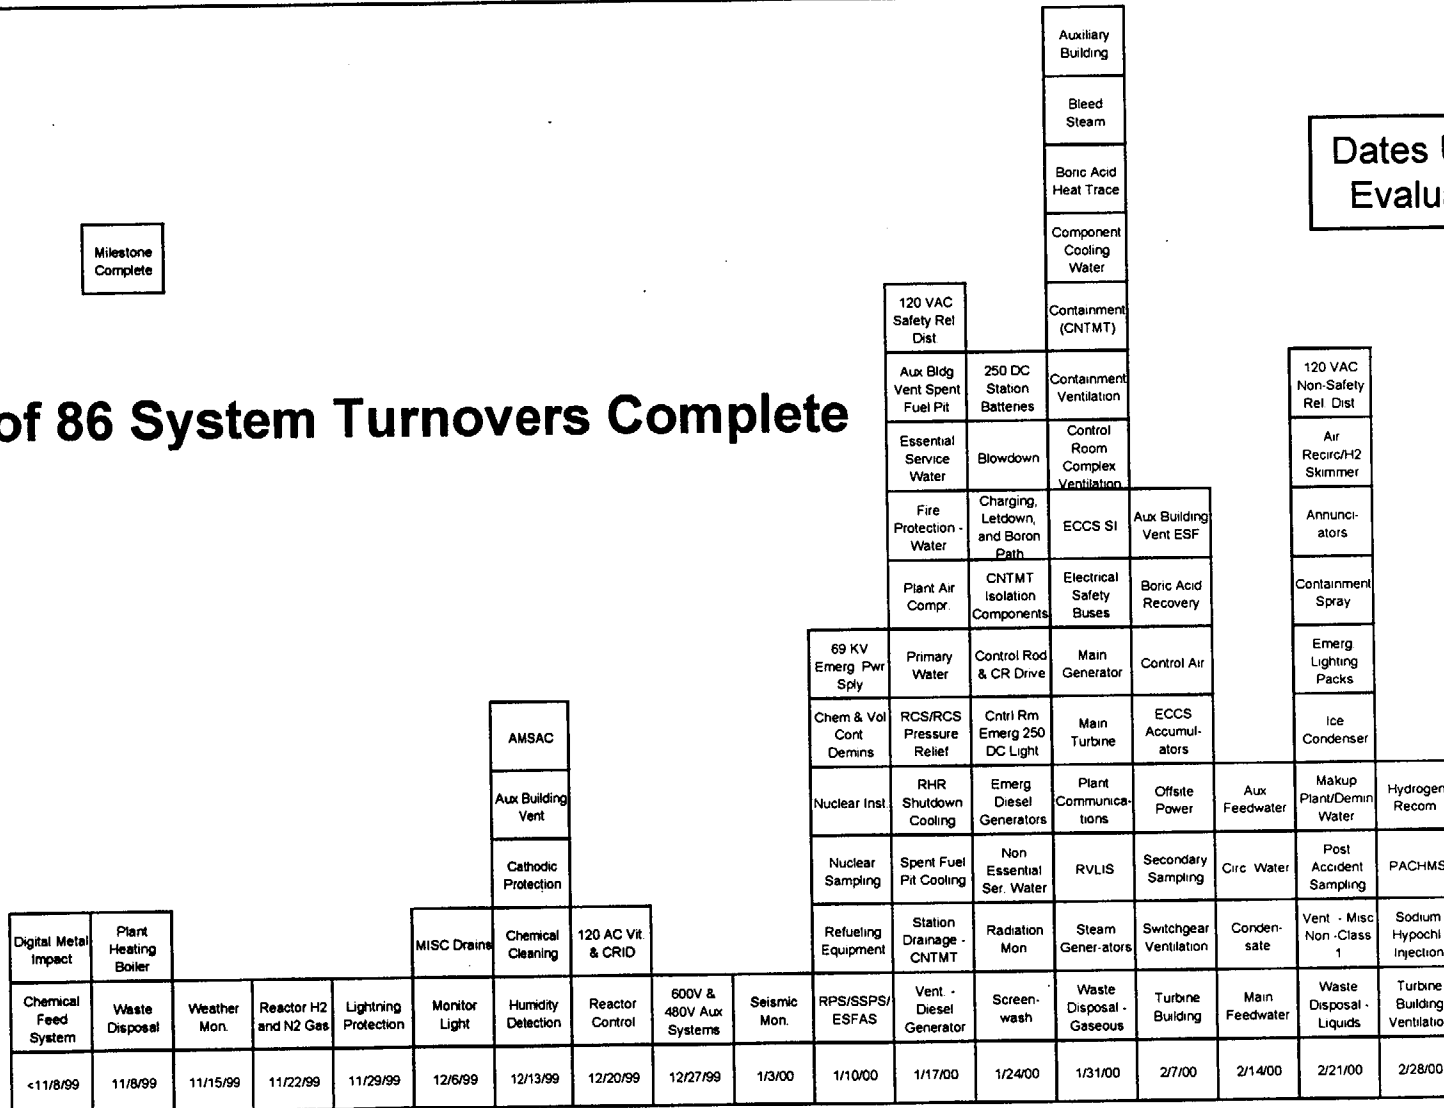 Auxiliary
Building
Bleed
Steam
Dates
Evalu
Boric Acid
Heat Trace
Milestone
Complete
Component
Cooling
Water
120 VAC
Safety Rel
Dist
Containment
(CNTMT)
of 86 System Turnovers Complete
Aux Bldg
Vent Spent
Fuel Pit
250 DC
Station
Batteries
Containment
Ventilation
120 VAC
Non-Safety
Rel. Dist
Essential
Service
Water
Blowdown
Control
Room
Complex
Ventilation
Air
Recirc/H2
Skimmer
Fire
Protection -
Water
Charging,
Letdown,
and Boron
Path
ECCS SI
Aux Building
Vent ESF
Annunci-
ators
Plant Air
Compr.
CNTMT
Isolation
Components
Electrical
Safety
Buses
Boric Acid
Recovery
Containment
Spray
69 KV
Emerg Pwr
Sply
Primary
Water
Control Rod
& CR Drive
Main
Generator
Control Air
Emerg
Lighting
Packs
AMSAC
Chem & Vol
Cont
Demins
RCS/RCS
Pressure
Relief
Cntrl Rm
Emerg 250
DC Light
Main
Turbine
ECCS
Accumul-
ators
Ice
Condenser
Aux Building
Vent
Nuclear Inst.
RHR
Shutdown
Cooling
Emerg
Diesel
Generators
Plant
Communica-
tions
Offsite
Power
Aux
Feedwater
Makup
Plant/Demin
Water
Hydrogen
Recom
Cathodic
Protection
Nuclear
Sampling
Spent Fuel
Pit Cooling
Non
Essential
Ser. Water
RVLIS
Secondary
Sampling
Circ Water
Post
Accident
Sampling
PACHMS
Digital Metal
Impact
Plant
Heating
Boiler
MISC Drains
Chemical
Cleaning
120 AC Vit.
& CRID
Refueling
Equipment
Station
Drainage -
CNTMT
Radiation
Mon
Steam
Gener-ators
Switchgear
Ventilation
Conden-
sate
Vent - Misc
Non -Class
1
Sodium
Hypochl
Injection
Chemical
Feed
System
Waste
Disposal
Weather
Mon.
Reactor H2
and N2 Gas
Lightning
Protection
Monitor
Light
Humidity
Detection
Reactor
Control
600V &
480V Aux
Systems
Seismic
Mon.
RPS/SSPS/
ESFAS
Vent. -
Diesel
Generator
Screen-
wash
Waste
Disposal -
Gaseous
Turbine
Building
Main
Feedwater
Waste
Disposal -
Liquids
Turbine
Building
Ventilation
<11/8/99
11/8/99
11/15/99
11/22/99
11/29/99
12/6/99
12/13/99
12/20/99
12/27/99
1/3/00
1/10/00
1/17/00
1/24/00
1/31/00
2/7/00
2/14/00
2/21/00
2/28/00